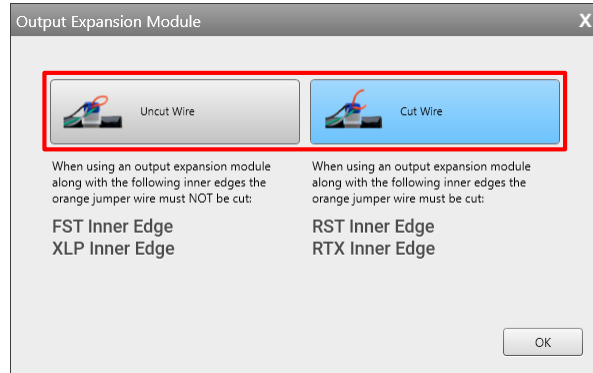 Output Expansion Module
X
Uncut Wire
Cut Wire
When using an output expansion module
along with the following inner edges the
orange jumper wire must NOT be cut:
FST Inner Edge
XLP Inner Edge
When using an output expansion module
along with the following inner edges the
orange jumper wire must be cut:
RST Inner Edge
RTX Inner Edge
OK